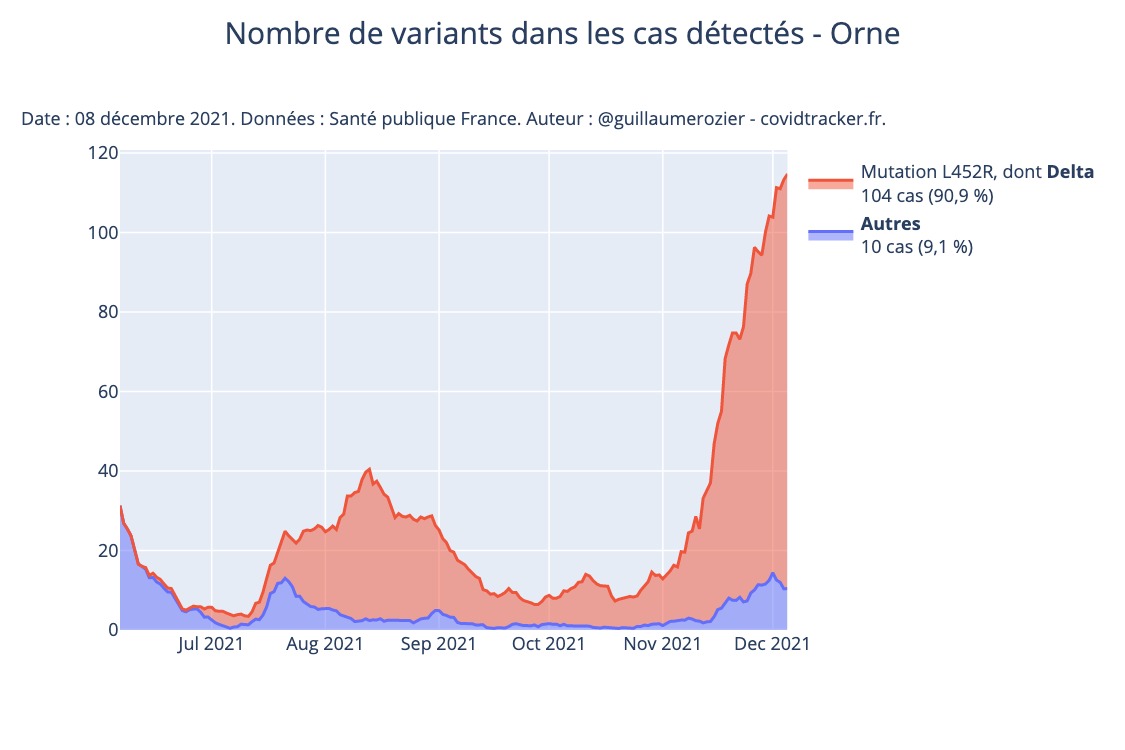 Nombre de variants dans les cas détectés - Orne
Date : 08 décembre 2021. Données : Santé publique France. Auteur : @guillaumerozier - covidtracker.fr.
120
100
80
60
40
20
0
Jul 2021
Aug 2021
Sep 2021
Oct 2021
Nov 2021
Dec 2021
Mutation L452R, dont Delta
104 cas (90,9 %)
Autres
10 cas (9,1 %)